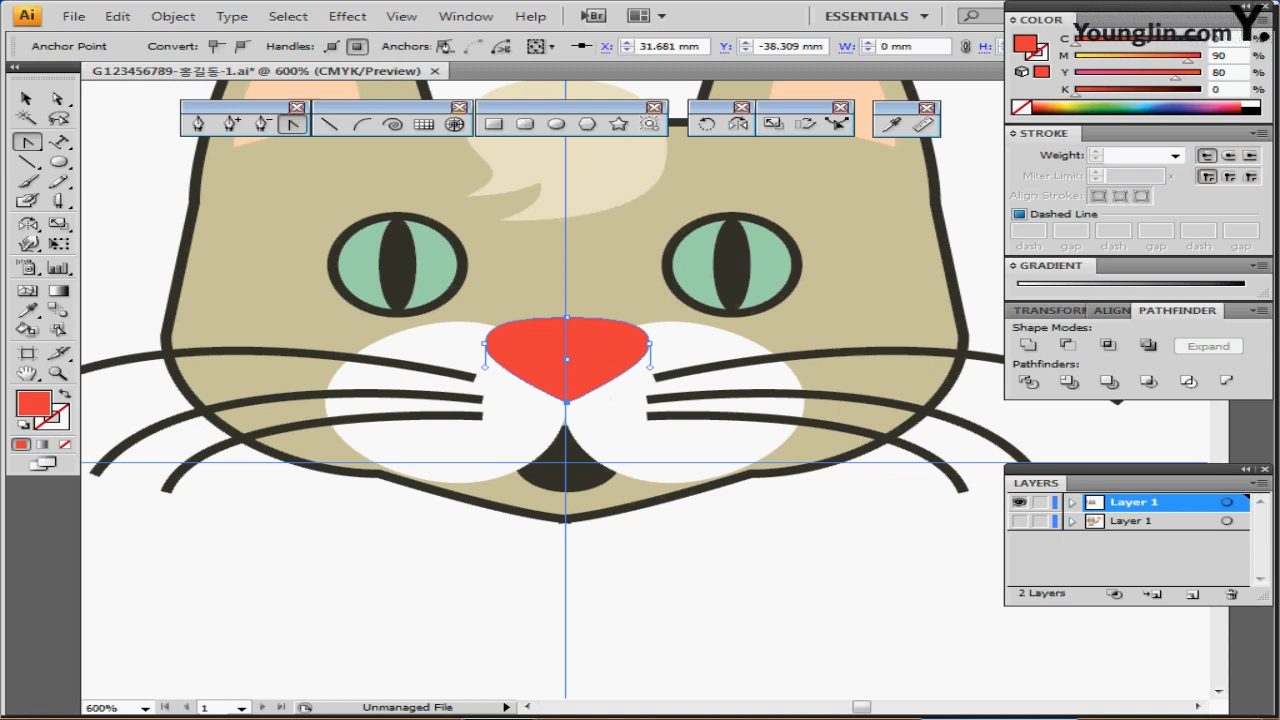 Ai File Edit Object Type Select Effect View Window Help Br ESSENTIALS
Anchor Point Convert: Handles: Anchors: X: 31.681 mm Y: -38.309 mm W: 0 mm H:
G123456789-홍길동-1.ai* @ 600% (CMYK/Preview)
COLOR
Younglin.com Y.
C %
M 90 %
Y 80 %
K 0 %
STROKE
Weight:
Miter Limit: x
Align Stroke:
Dashed Line
dash gap dash gap dash gap
GRADIENT
TRANSFORM ALIGN PATHFINDER
Shape Modes:
Expand
Pathfinders:
LAYERS
Layer 1
Layer 1
2 Layers
600% 1 Unmanaged File